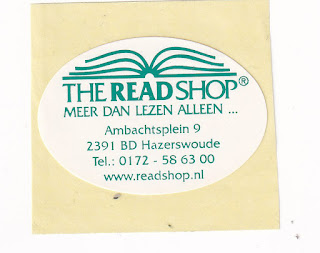 THE READ SHOP®
MEER DAN LEZEN ALLEEN ...
Ambachtsplein 9
2391 BD Hazerswoude
Tel.: 0172 - 58 63 00
www.readshop.nl